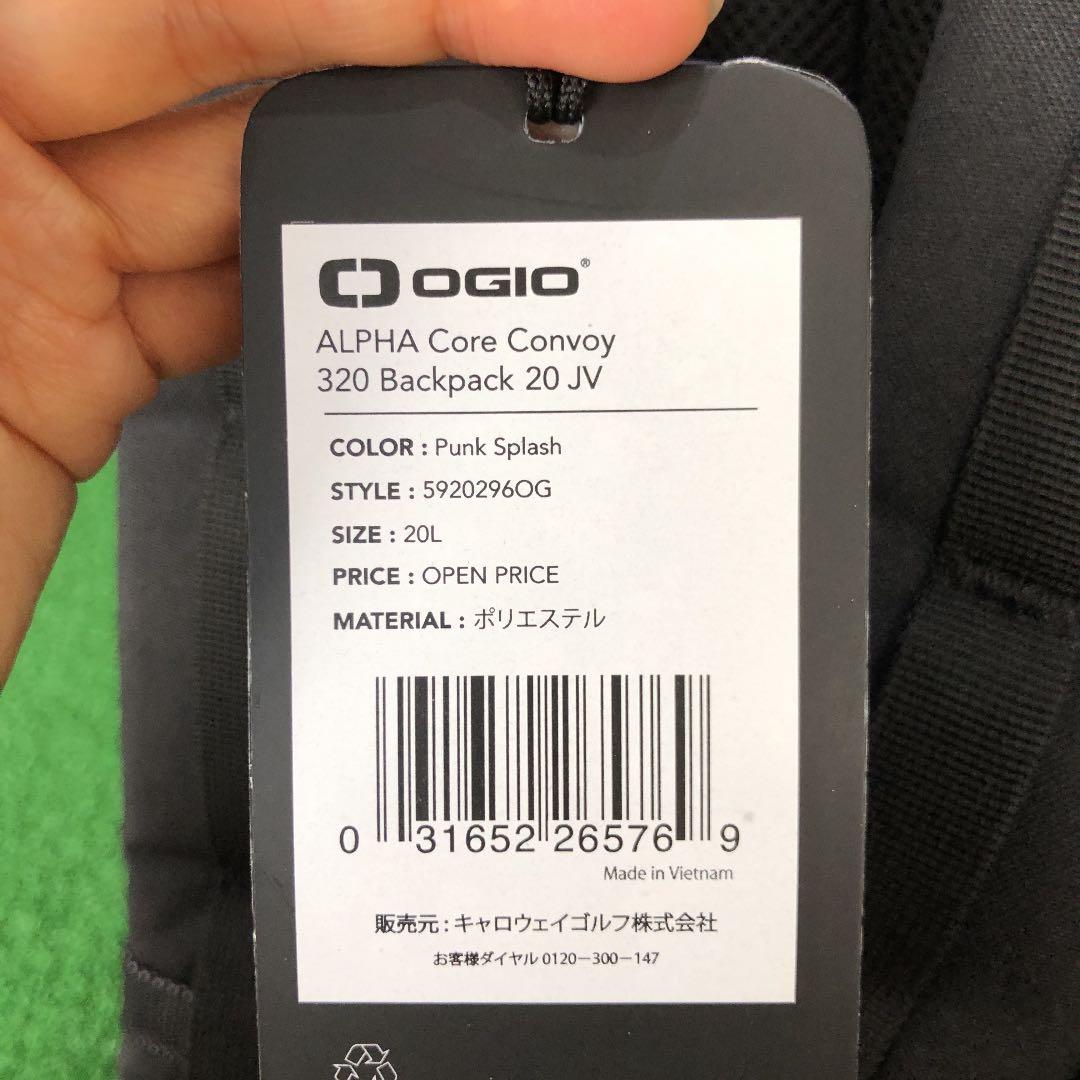 OGIO®
ALPHA Core Convoy
320 Backpack 20 JV
COLOR : Punk Splash
STYLE : 5920296OG
SIZE : 20L
PRICE : OPEN PRICE
MATERIAL : ポリエステル
0 31652 26576 9
Made in Vietnam
販売元 : キャロウェイゴルフ株式会社
お客様ダイヤル 0120-300-147